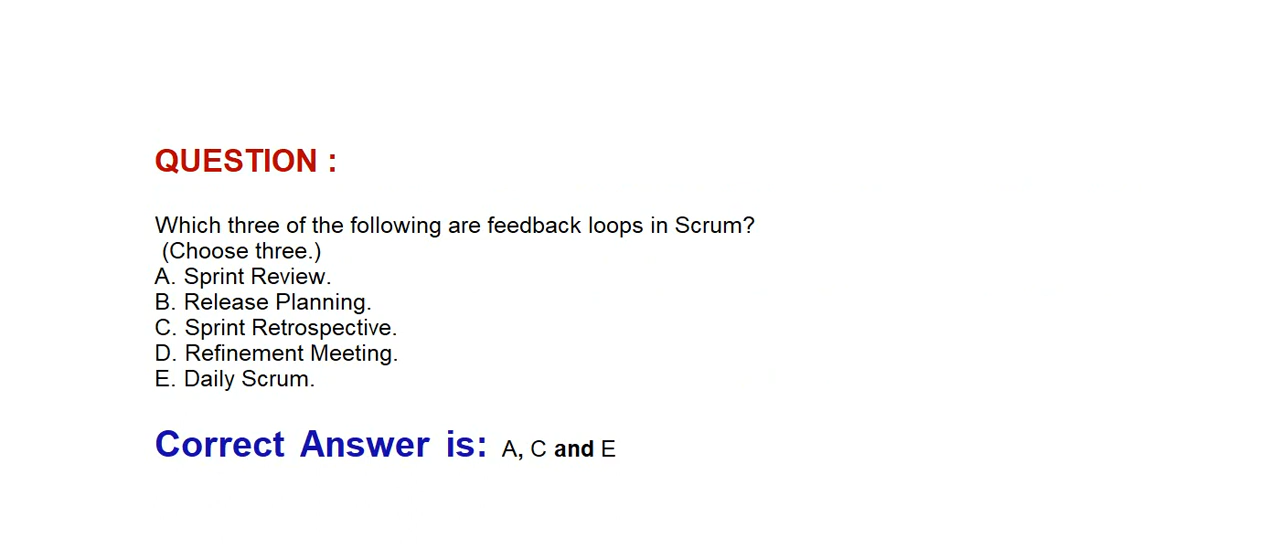 QUESTION :
Which three of the following are feedback loops in Scrum?
(Choose three.)
A. Sprint Review.
B. Release Planning.
C. Sprint Retrospective.
D. Refinement Meeting.
E. Daily Scrum.
Correct Answer is: A, C and E